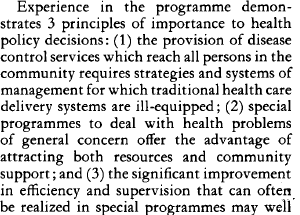 Experience in the programme demon-
strates 3 principles of importance to health
policy decisions: (1) the provision of disease
control services which reach all persons in the
community requires strategies and systems of
management for which traditional health care
delivery systems are ill-equipped; (2) special
programmes to deal with health problems
of general concern offer the advantage of
attracting both resources and community
support; and (3) the significant improvement
in efficiency and supervision that can often
be realized in special programmes may well